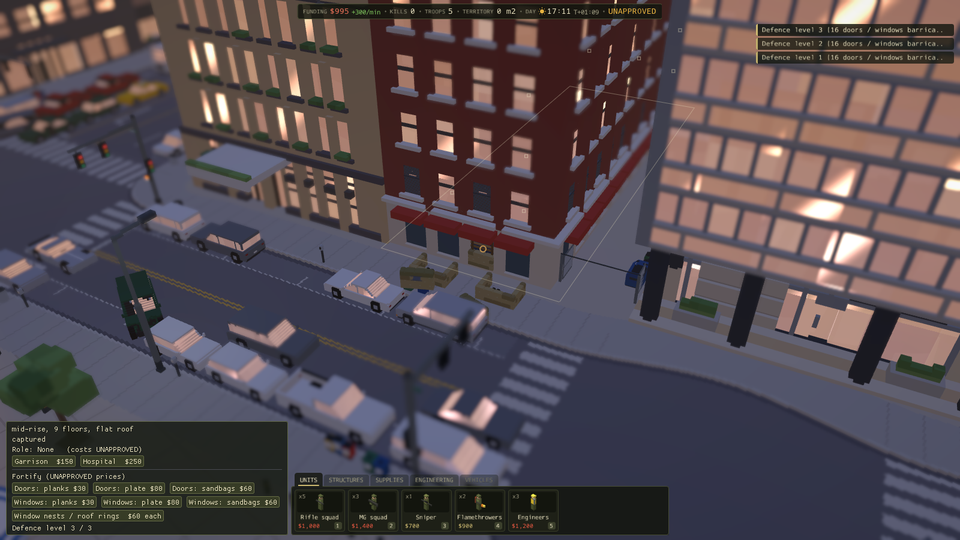 FUNDING $995 +300/min · KILLS 0 · TROOPS 5 · TERRITORY 0 m2 · DAY 17:11 T+01:09 · UNAPPROVED
Defence level 3 (16 doors / windows barrica..
Defence level 2 (16 doors / windows barrica..
Defence level 1 (16 doors / windows barrica..
mid-rise, 9 floors, flat roof
captured
Role: None (costs UNAPPROVED)
Garrison $150 Hospital $250
Fortify (UNAPPROVED prices)
Doors: planks $30 Doors: plate $80 Doors: sandbags $60
Windows: planks $30 Windows: plate $80 Windows: sandbags $60
Window nests / roof rings $60 each
Defence level 3 / 3
UNITS STRUCTURES SUPPLIES ENGINEERING
x5 x3 x1 x2 x3
Rifle squad MG squad Sniper Flamethrowers Engineers
$1,000 1 $1,400 2 $700 3 $900 4 $1,200 5